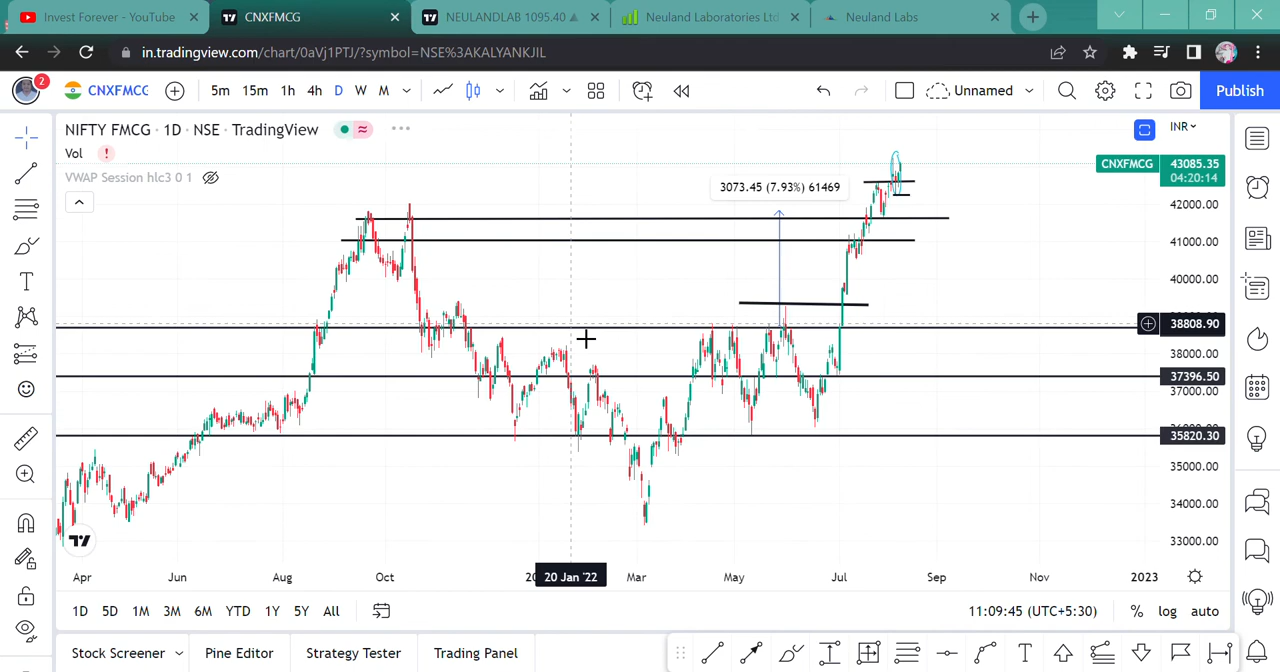 Invest Forever - YouTube
CNXFMCG
NEULANDLAB 1095.40
Neuland Laboratories Ltd
Neuland Labs
in.tradingview.com/chart/0aVj1PTJ/?symbol=NSE%3AKALYANKJIL
2
CNXFMCG
5m 15m 1h 4h D W M
Unnamed
Publish
NIFTY FMCG · 1D · NSE · TradingView
INR
Vol
VWAP Session hlc3 0 1
CNXFMCG 43085.35
04:20:14
3073.45 (7.93%) 61469
42000.00
41000.00
40000.00
38808.90
38000.00
37396.50
37000.00
35820.30
35000.00
34000.00
33000.00
Apr Jun Aug Oct 20 Jan '22 Mar May Jul Sep Nov 2023
1D 5D 1M 3M 6M YTD 1Y 5Y All
11:09:45 (UTC+5:30) % log auto
Stock Screener Pine Editor Strategy Tester Trading Panel